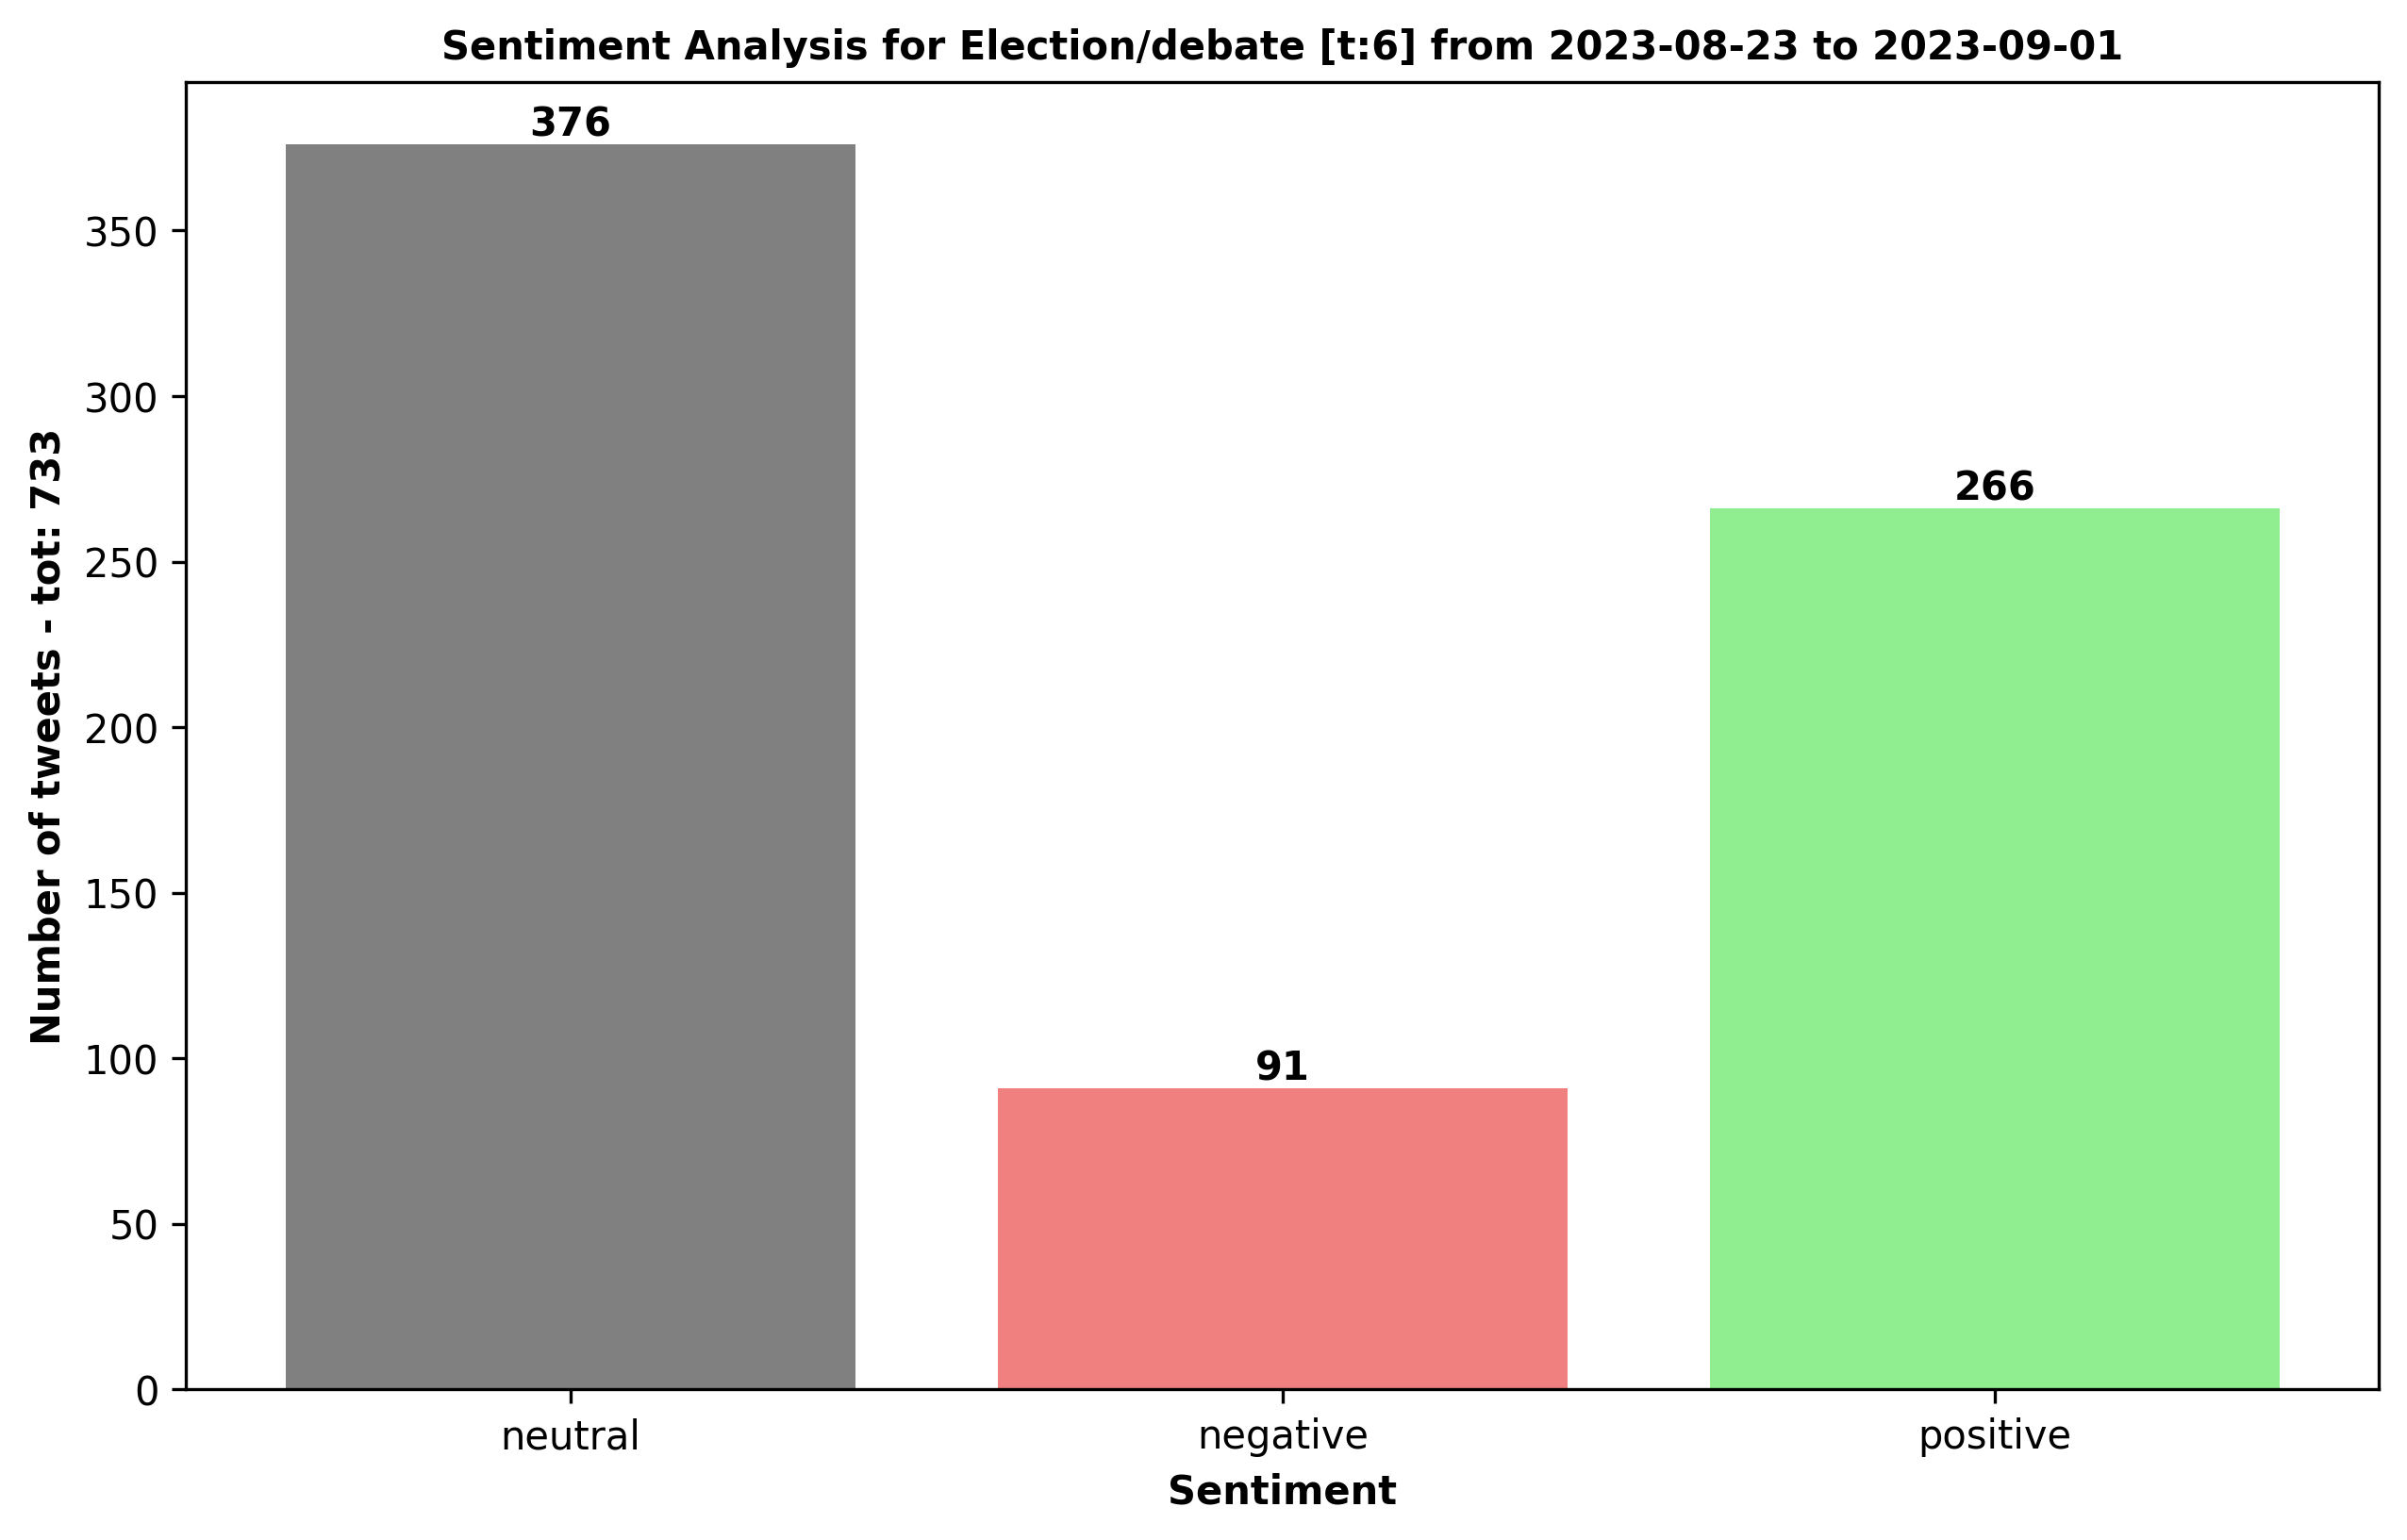 Sentiment Analysis for Election/debate [t:6] from 2023-08-23 to 2023-09-01
Number of tweets - tot: 733
350
300
250
200
150
100
50
0
376
91
266
neutral
negative
positive
Sentiment